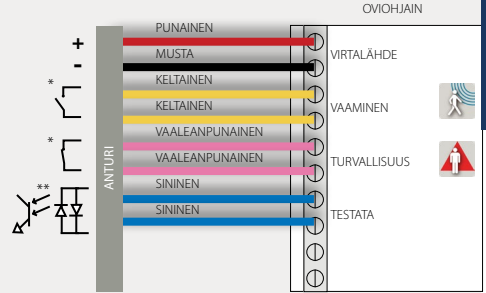 OVIOHJAIN
PUNAINEN
+
MUSTA
VIRTALÄHDE
-
KELTAINEN
*
KELTAINEN
VAAMINEN
VAALEANPUNAINEN
*
VAALEANPUNAINEN
TURVALLISUUS
ANTURI
SININEN
**
SININEN
TESTATA